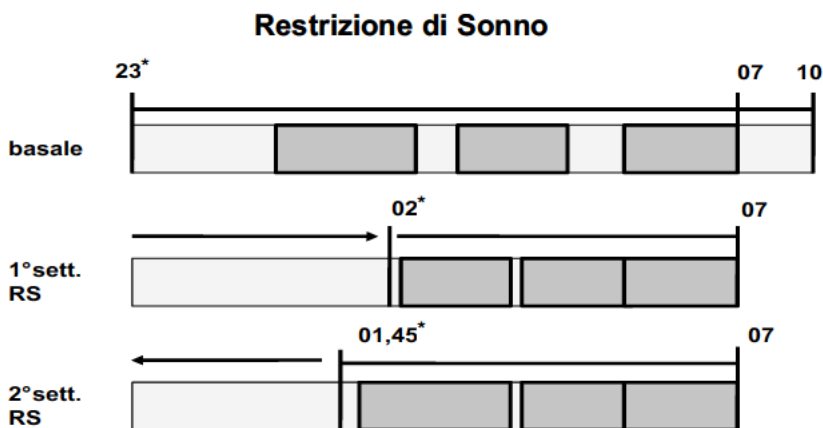 Restrizione di Sonno
23* 07 10
basale
02* 07
1°sett.
RS
01,45* 07
2°sett.
RS